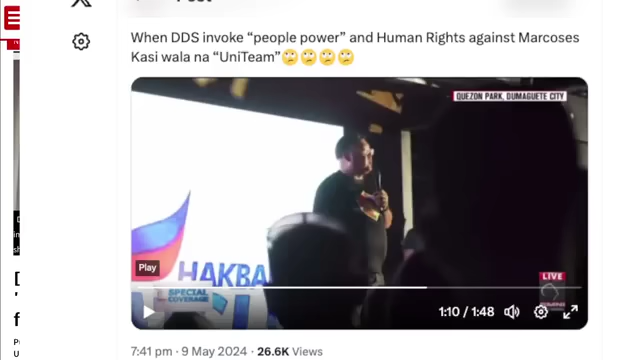 When DDS invoke “people power” and Human Rights against Marcoses
Kasi wala na “UniTeam”🙄🙄🙄🙄
QUEZON PARK, DUMAGUETE CITY
HAKBA
Play
SPECIAL
COVERAGE
LIVE
1:10 / 1:48
7:41 pm · 9 May 2024 · 26.6K Views